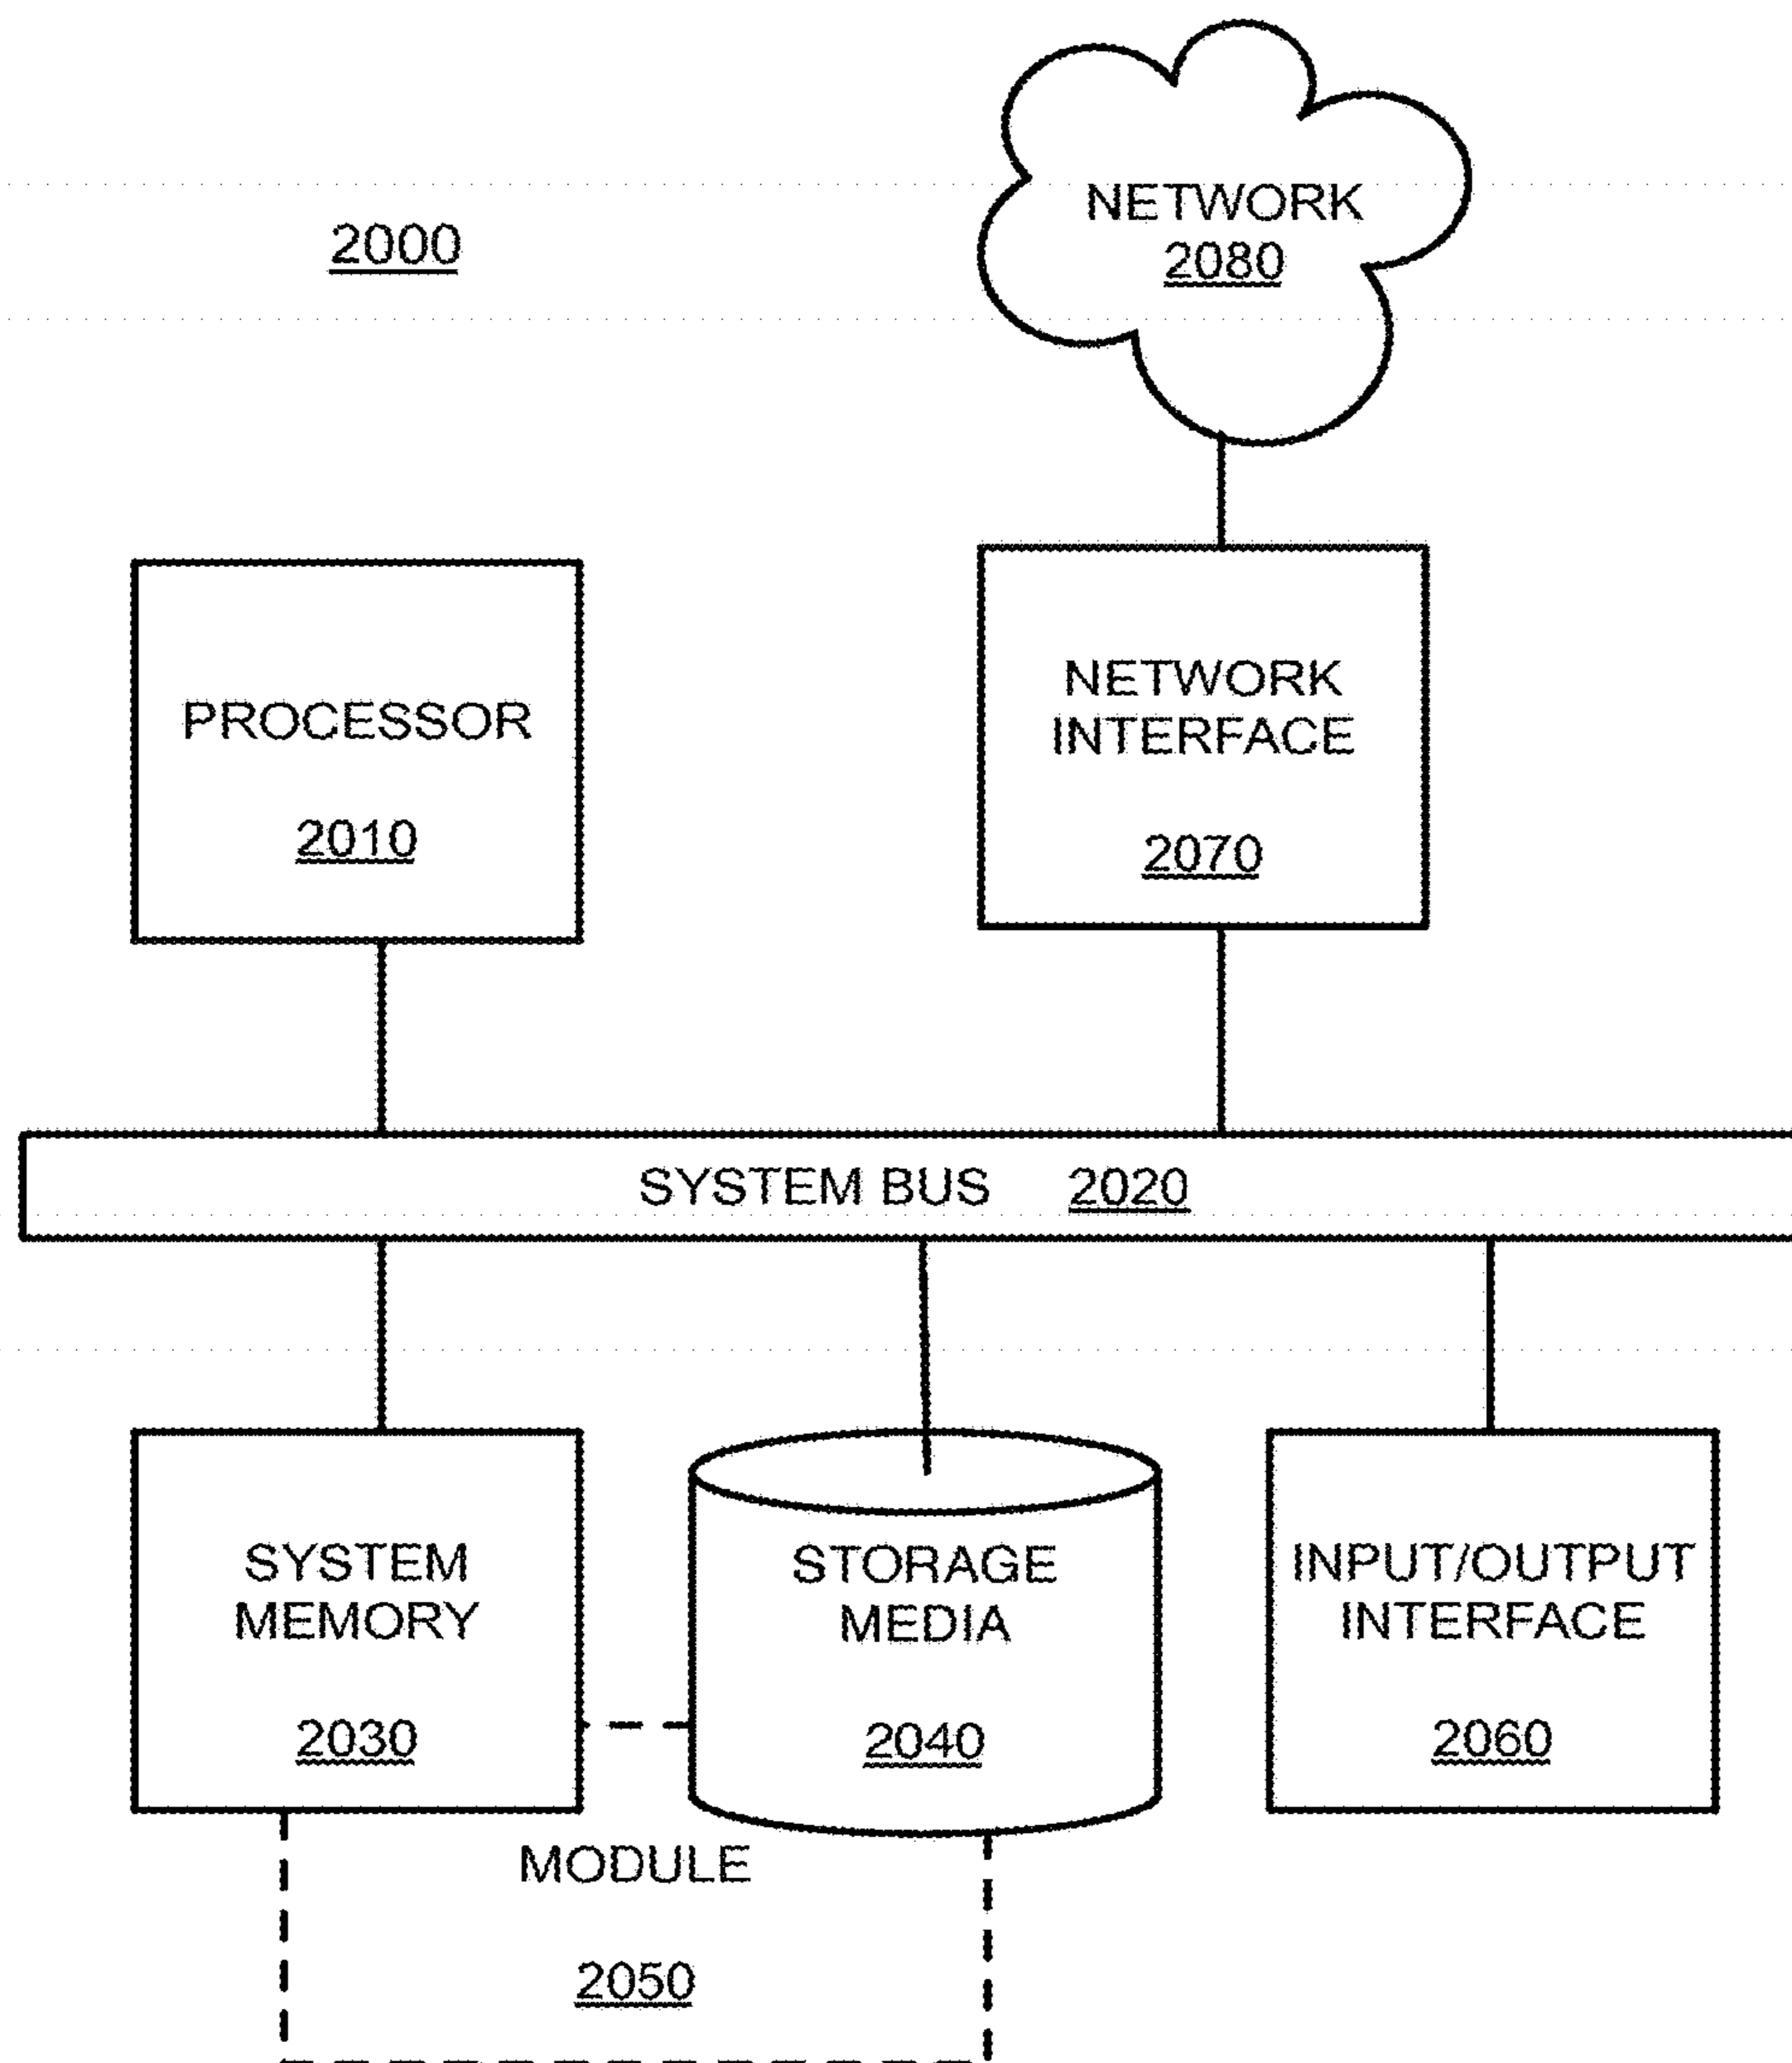 NETWORK
2080
2000
PROCESSOR
2010
NETWORK
INTERFACE
2070
SYSTEM BUS 2020
SYSTEM
MEMORY
2030
STORAGE
MEDIA
2040
INPUT/OUTPUT
INTERFACE
2060
MODULE
2050